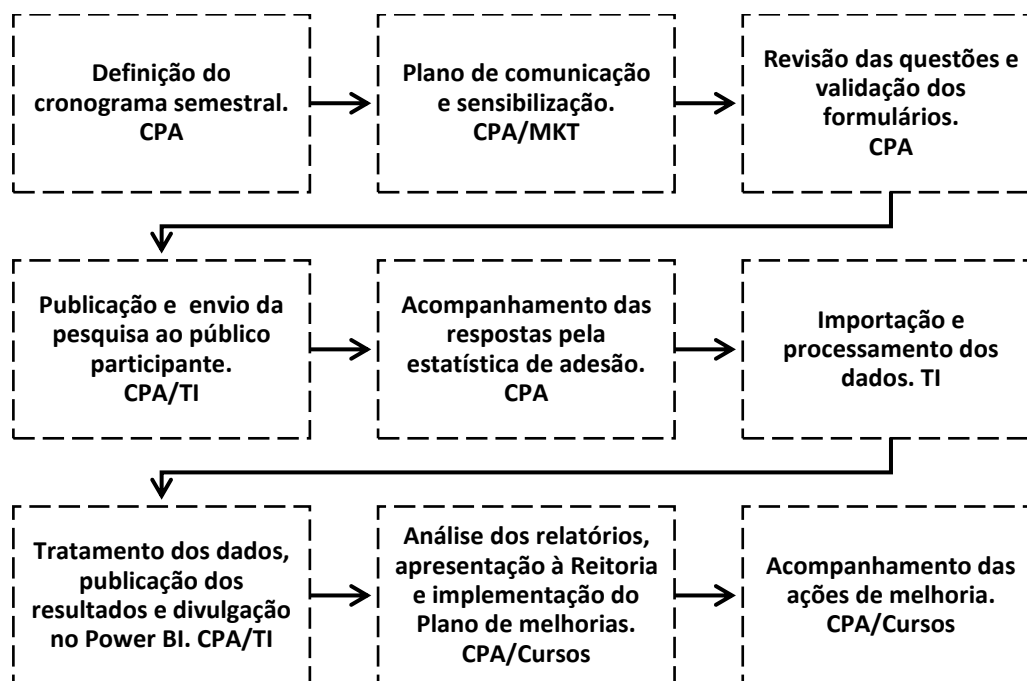 Definição do
cronograma semestral.
CPA
Plano de comunicação
e sensibilização.
CPA/MKT
Revisão das questões e
validação dos
formulários.
CPA
Publicação e envio da
pesquisa ao público
participante.
CPA/TI
Acompanhamento das
respostas pela
estatística de adesão.
CPA
Importação e
processamento dos
dados. TI
Tratamento dos dados,
publicação dos
resultados e divulgação
no Power BI. CPA/TI
Análise dos relatórios,
apresentação à Reitoria
e implementação do
Plano de melhorias.
CPA/Cursos
Acompanhamento das
ações de melhoria.
CPA/Cursos